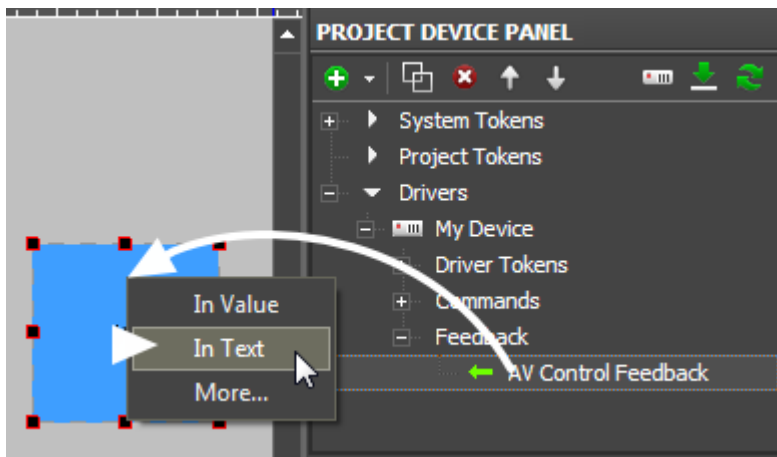 PROJECT DEVICE PANEL
System Tokens
Project Tokens
Drivers
My Device
Driver Tokens
Commands
Feedback
AV Control Feedback
In Value
In Text
More...